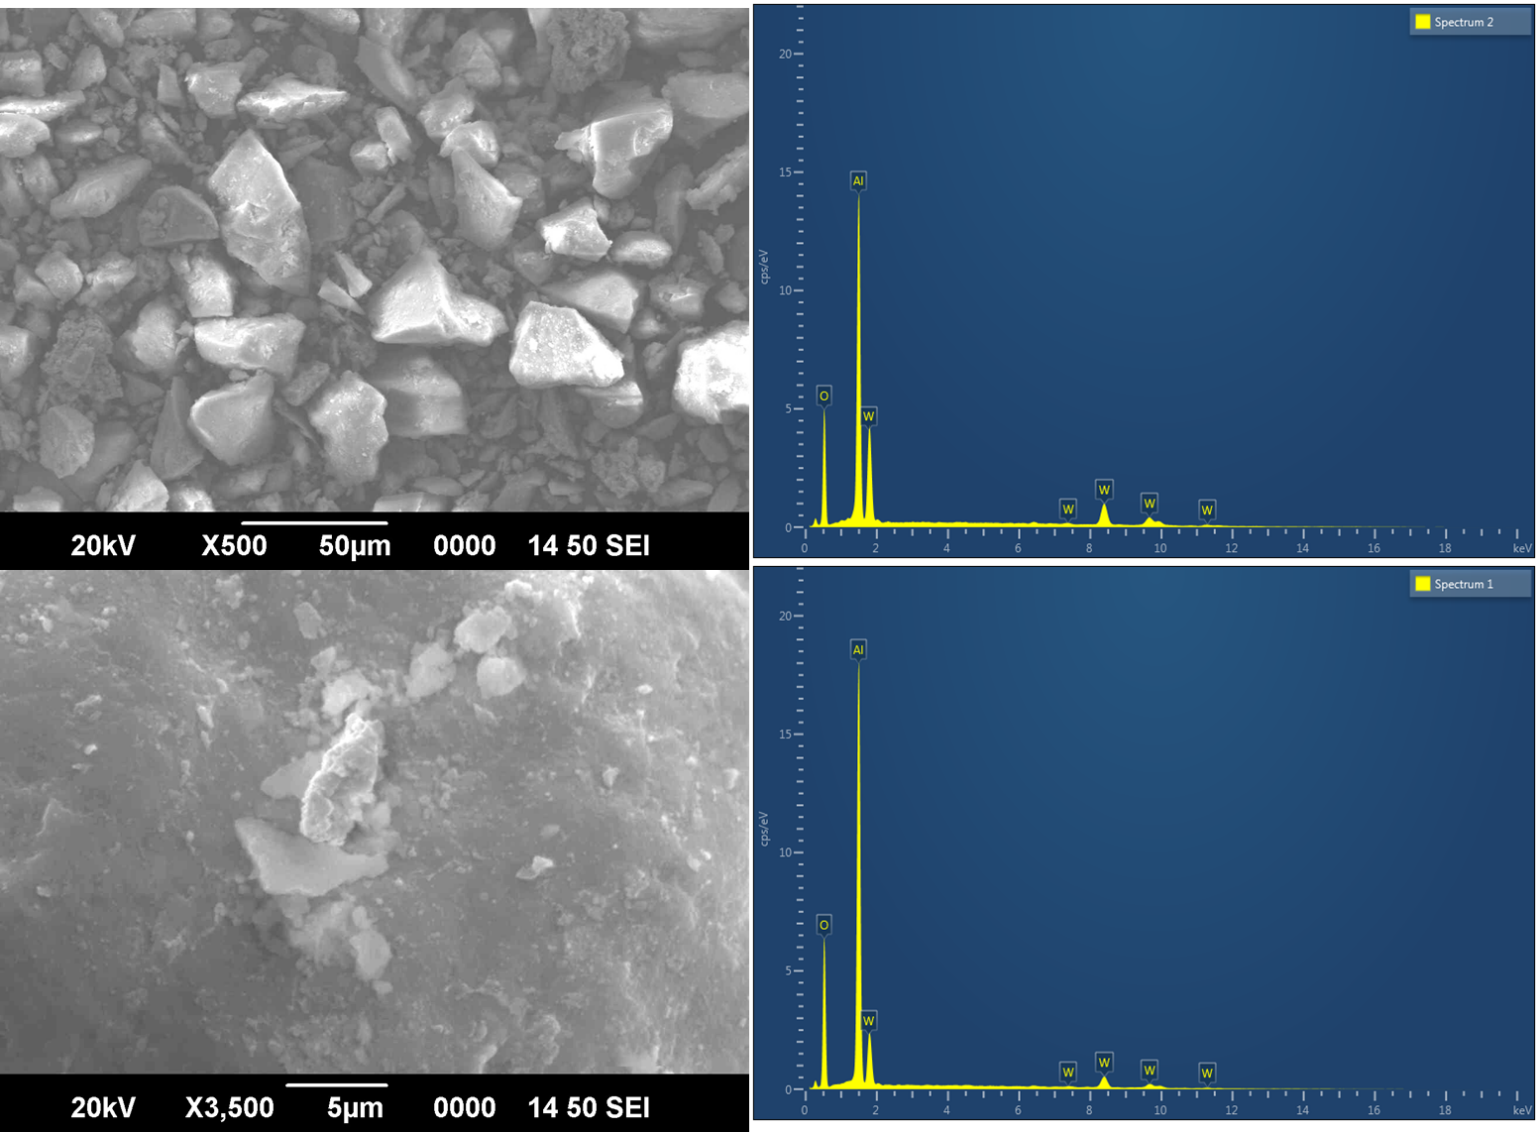 Spectrum 2
cps/eV
20
15
10
5
0
Al
O
W
W
W
W
W
0 2 4 6 8 10 12 14 16 18 keV
20kV X500 50µm 0000 14 50 SEI
Spectrum 1
cps/eV
20
15
10
5
0
Al
O
W
W
W
W
W
0 2 4 6 8 10 12 14 16 18 keV
20kV X3,500 5µm 0000 14 50 SEI